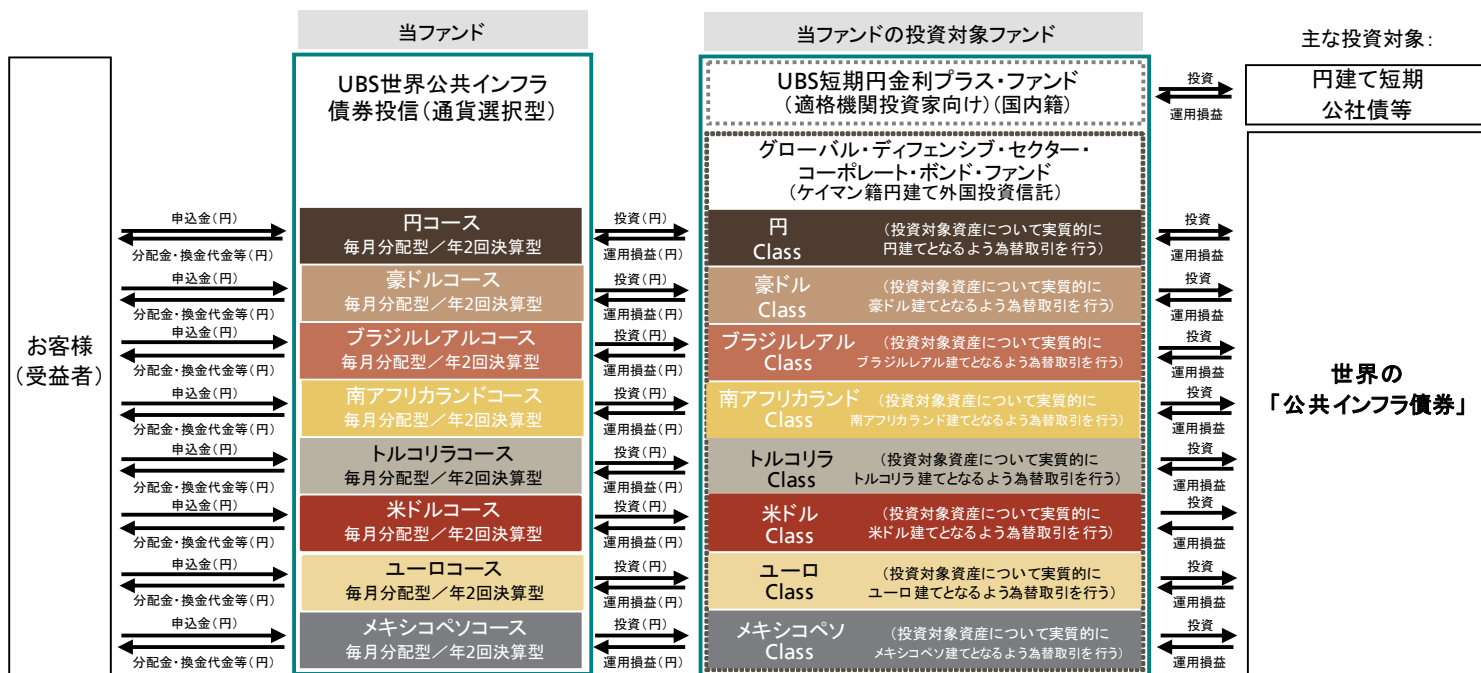 当ファンド
当ファンドの投資対象ファンド
主な投資対象：
お客様
（受益者）
UBS世界公共インフラ
債券投信（通貨選択型）
UBS短期円金利プラス・ファンド
（適格機関投資家向け）（国内籍）
投資
運用損益
円建て短期
公社債等
グローバル・ディフェンシブ・セクター・
コーポレート・ボンド・ファンド
（ケイマン籍円建て外国投資信託）
世界の
「公共インフラ債券」
申込金（円）
分配金・換金代金等（円）
円コース
毎月分配型／年2回決算型
投資（円）
運用損益（円）
円
Class
（投資対象資産について実質的に
円建てとなるよう為替取引を行う）
投資
運用損益
申込金（円）
分配金・換金代金等（円）
豪ドルコース
毎月分配型／年2回決算型
投資（円）
運用損益（円）
豪ドル
Class
（投資対象資産について実質的に
豪ドル建てとなるよう為替取引を行う）
投資
運用損益
申込金（円）
分配金・換金代金等（円）
ブラジルレアルコース
毎月分配型／年2回決算型
投資（円）
運用損益（円）
ブラジルレアル
Class
（投資対象資産について実質的に
ブラジルレアル建てとなるよう為替取引を行う）
投資
運用損益
申込金（円）
分配金・換金代金等（円）
南アフリカランドコース
毎月分配型／年2回決算型
投資（円）
運用損益（円）
南アフリカランド
Class
（投資対象資産について実質的に
南アフリカランド建てとなるよう為替取引を行う）
投資
運用損益
申込金（円）
分配金・換金代金等（円）
トルコリラコース
毎月分配型／年2回決算型
投資（円）
運用損益（円）
トルコリラ
Class
（投資対象資産について実質的に
トルコリラ建てとなるよう為替取引を行う）
投資
運用損益
申込金（円）
分配金・換金代金等（円）
米ドルコース
毎月分配型／年2回決算型
投資（円）
運用損益（円）
米ドル
Class
（投資対象資産について実質的に
米ドル建てとなるよう為替取引を行う）
投資
運用損益
申込金（円）
分配金・換金代金等（円）
ユーロコース
毎月分配型／年2回決算型
投資（円）
運用損益（円）
ユーロ
Class
（投資対象資産について実質的に
ユーロ建てとなるよう為替取引を行う）
投資
運用損益
申込金（円）
分配金・換金代金等（円）
メキシコペソコース
毎月分配型／年2回決算型
投資（円）
運用損益（円）
メキシコペソ
Class
（投資対象資産について実質的に
メキシコペソ建てとなるよう為替取引を行う）
投資
運用損益